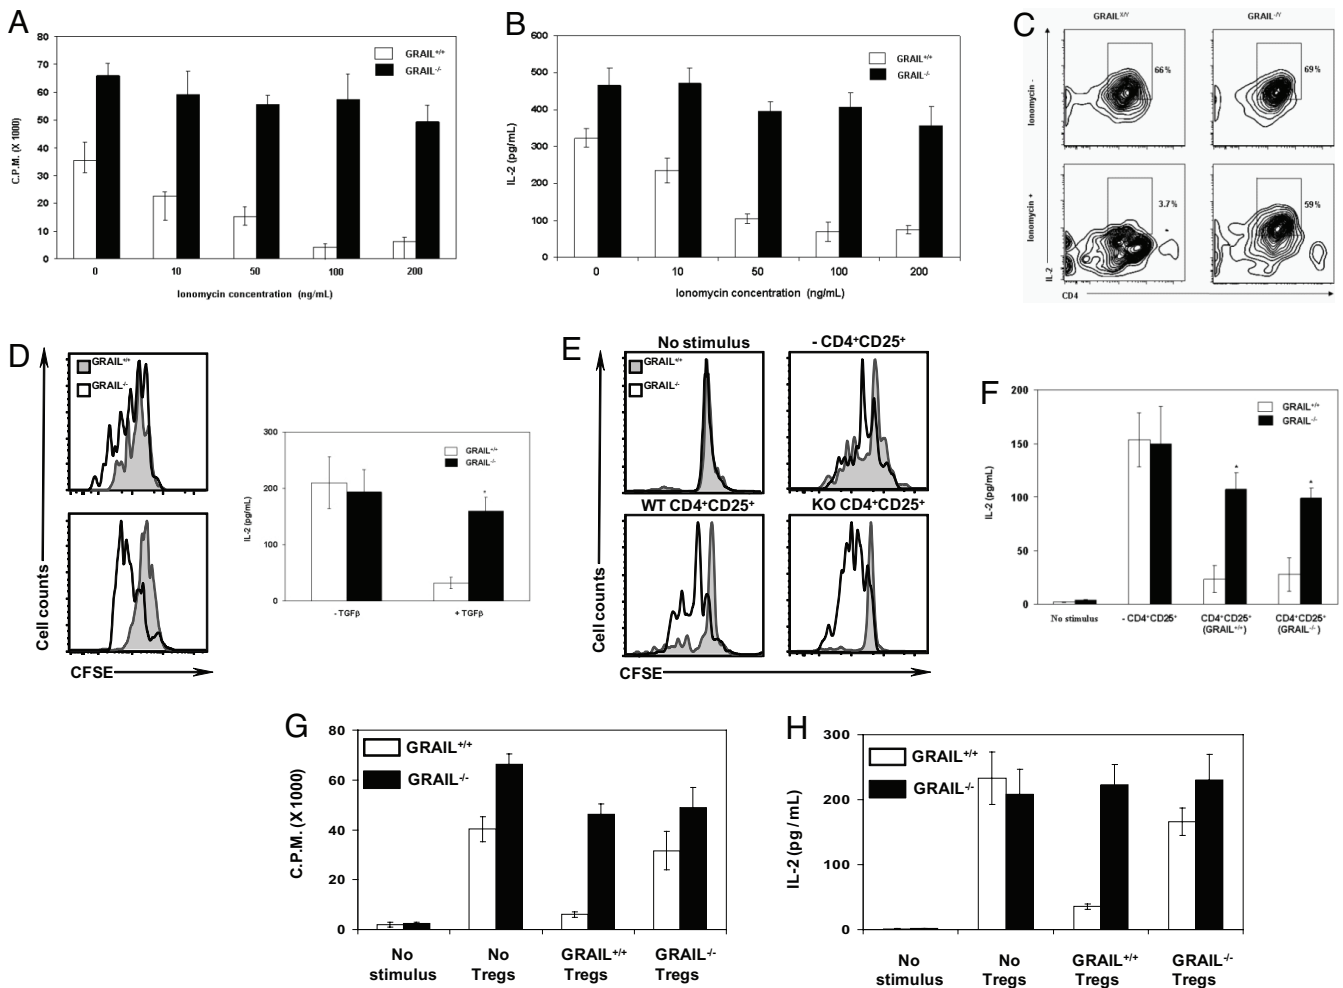 A
80
70
60
50
40
30
20
10
0
C.P.M. (X 1000)
GRAIL+/+
GRAIL-/-
0 10 50 100 200
Ionomycin concentration (ng/mL)
B
600
500
400
300
200
100
0
IL-2 (pg/mL)
GRAIL+/+
GRAIL-/-
0 10 50 100 200
Ionomycin concentration (ng/mL)
C
GRAILX/Y GRAIL-/Y
Ionomycin -
66% 69%
Ionomycin +
3.7% 59%
IL-2
CD4
D
GRAIL+/+
GRAIL-/-
Cell counts
CFSE
300
200
100
0
IL-2 (pg/mL)
GRAIL+/+
GRAIL-/-
*
- TGFβ + TGFβ
E
No stimulus - CD4+CD25+
GRAIL+/+
GRAIL-/-
WT CD4+CD25+ KO CD4+CD25+
Cell counts
Cell counts
CFSE
F
200
150
100
50
0
IL-2 (pg/mL)
GRAIL+/+
GRAIL-/-
* *
No stimulus - CD4+CD25+ CD4+CD25+ CD4+CD25+
(GRAIL+/+) (GRAIL-/-)
G
80
60
40
20
0
C.P.M. (X 1000)
GRAIL+/+
GRAIL-/-
No No GRAIL+/+ GRAIL-/-
stimulus Tregs Tregs Tregs
H
300
200
100
0
IL-2 (pg / mL)
GRAIL+/+
GRAIL-/-
No No GRAIL+/+ GRAIL-/-
stimulus Tregs Tregs Tregs